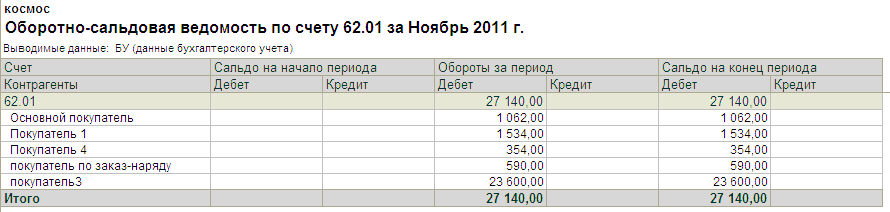 космос
Оборотно-сальдовая ведомость по счету 62.01 за Ноябрь 2011 г.
Выводимые данные: БУ (данные бухгалтерского учета)
Счет Сальдо на начало периода Обороты за период Сальдо на конец периода
Контрагенты Дебет Кредит Дебет Кредит Дебет Кредит
62.01 27 140,00 27 140,00
Основной покупатель 1 062,00 1 062,00
Покупатель 1 1 534,00 1 534,00
Покупатель 4 354,00 354,00
покупатель по заказ-наряду 590,00 590,00
покупатель3 23 600,00 23 600,00
Итого 27 140,00 27 140,00